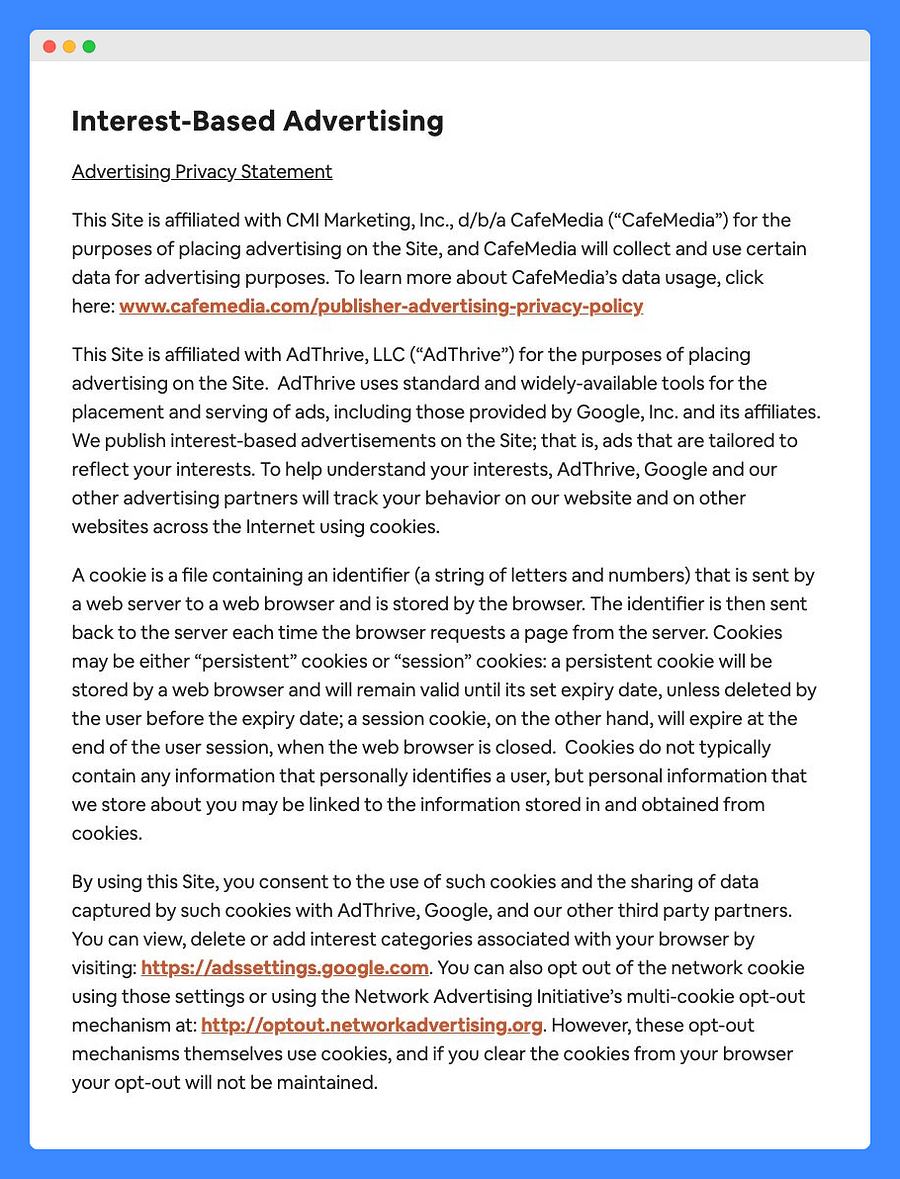 Interest-Based Advertising
Advertising Privacy Statement
This Site is affiliated with CMI Marketing, Inc., d/b/a CafeMedia (“CafeMedia”) for the
purposes of placing advertising on the Site, and CafeMedia will collect and use certain
data for advertising purposes. To learn more about CafeMedia’s data usage, click
here: www.cafemedia.com/publisher-advertising-privacy-policy
This Site is affiliated with AdThrive, LLC (“AdThrive”) for the purposes of placing
advertising on the Site.  AdThrive uses standard and widely-available tools for the
placement and serving of ads, including those provided by Google, Inc. and its affiliates.
We publish interest-based advertisements on the Site; that is, ads that are tailored to
reflect your interests. To help understand your interests, AdThrive, Google and our
other advertising partners will track your behavior on our website and on other
websites across the Internet using cookies.
A cookie is a file containing an identifier (a string of letters and numbers) that is sent by
a web server to a web browser and is stored by the browser. The identifier is then sent
back to the server each time the browser requests a page from the server. Cookies
may be either “persistent” cookies or “session” cookies: a persistent cookie will be
stored by a web browser and will remain valid until its set expiry date, unless deleted by
the user before the expiry date; a session cookie, on the other hand, will expire at the
end of the user session, when the web browser is closed.  Cookies do not typically
contain any information that personally identifies a user, but personal information that
we store about you may be linked to the information stored in and obtained from
cookies.
By using this Site, you consent to the use of such cookies and the sharing of data
captured by such cookies with AdThrive, Google, and our other third party partners.
You can view, delete or add interest categories associated with your browser by
visiting: https://adssettings.google.com. You can also opt out of the network cookie
using those settings or using the Network Advertising Initiative’s multi-cookie opt-out
mechanism at: http://optout.networkadvertising.org. However, these opt-out
mechanisms themselves use cookies, and if you clear the cookies from your browser
your opt-out will not be maintained.